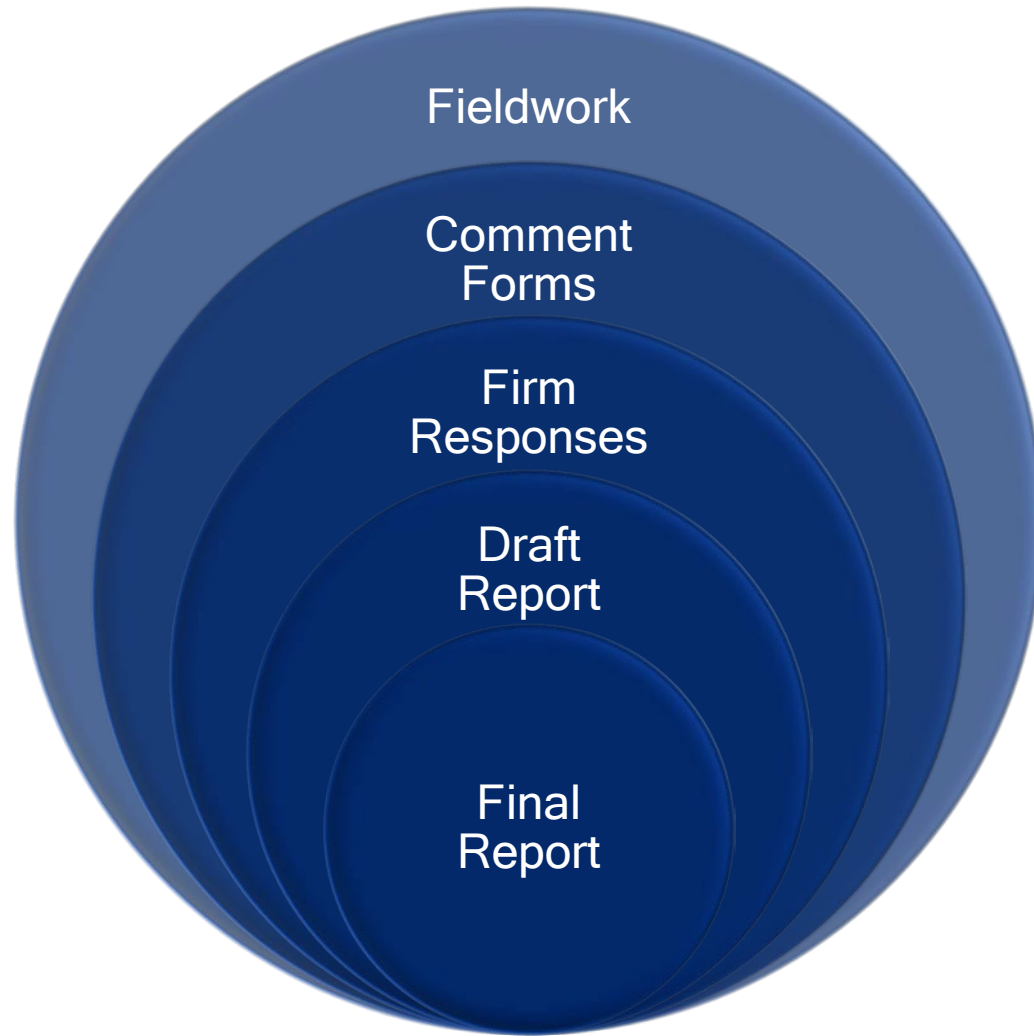 Fieldwork
Comment
Forms
Firm
Responses
Draft
Report
Final
Report